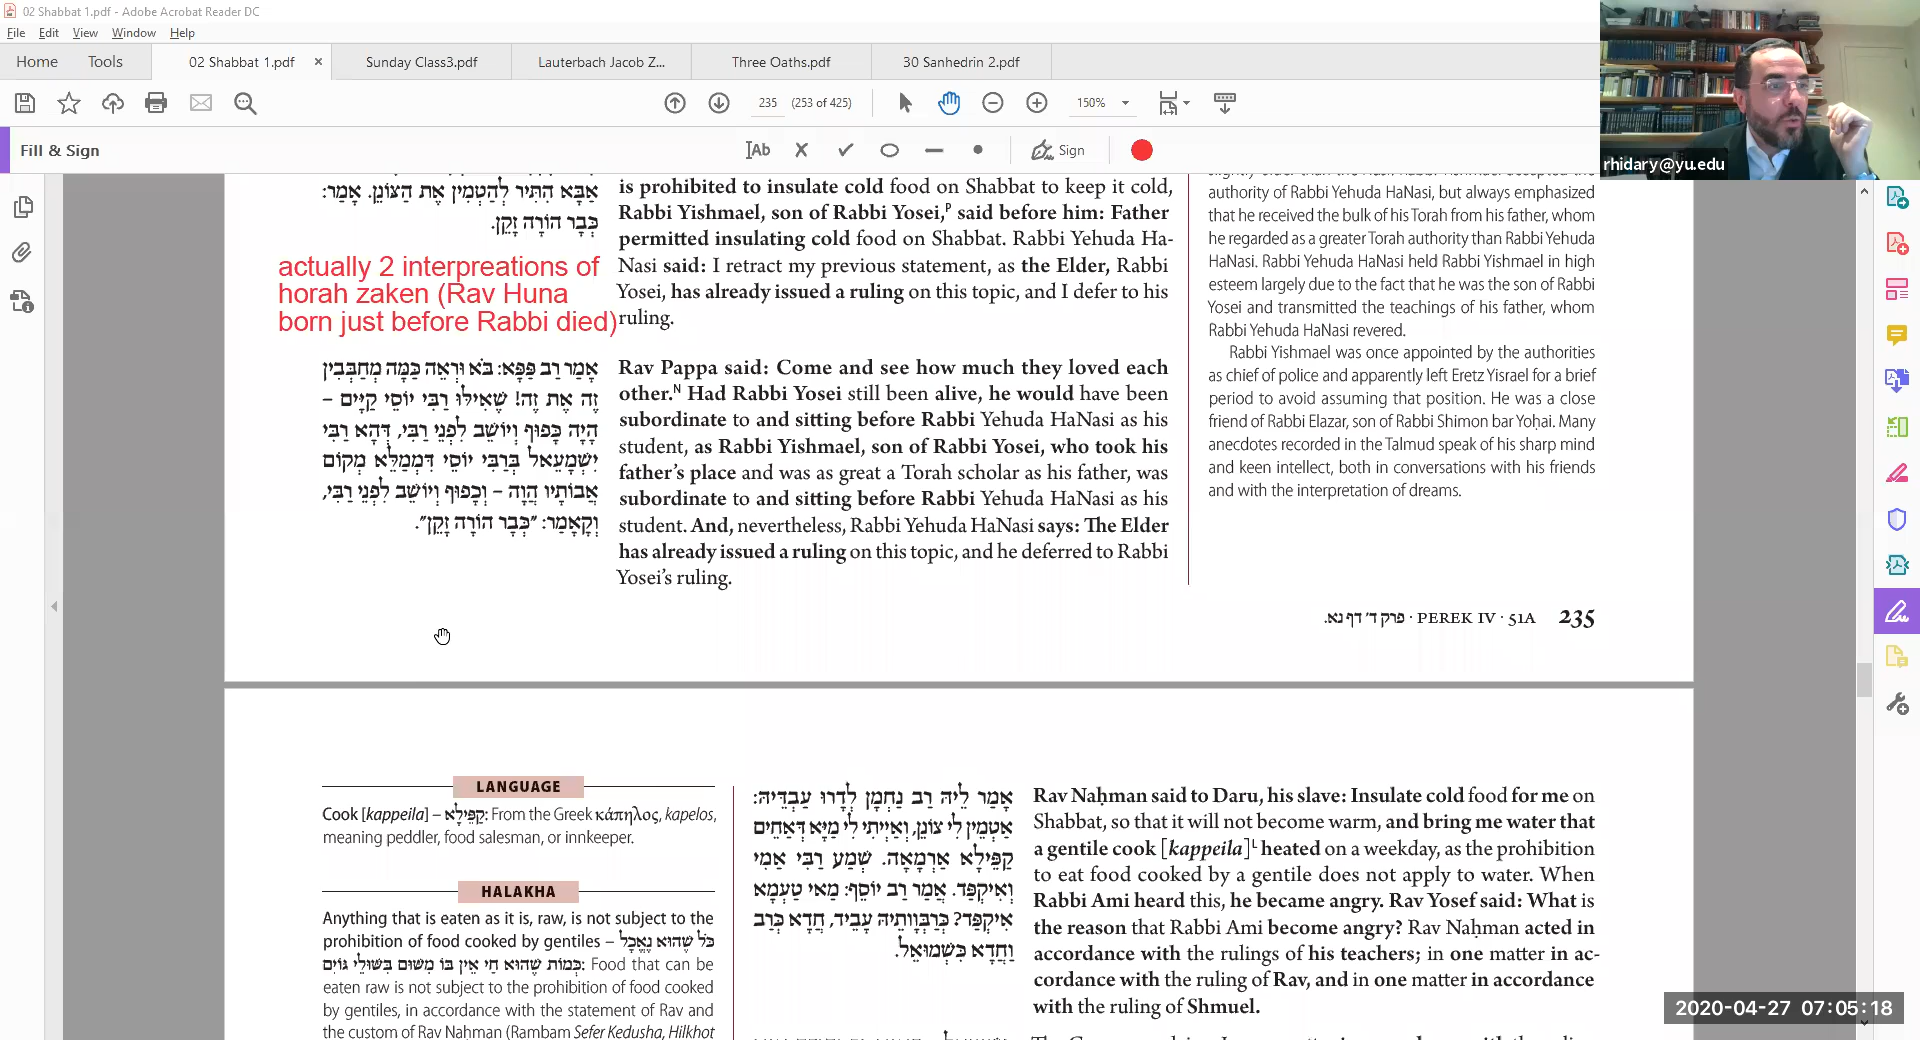 02 Shabbat 1.pdf - Adobe Acrobat Reader DC
File Edit View Window Help
Home Tools 02 Shabbat 1.pdf × Sunday Class3.pdf Lauterbach Jacob Z... Three Oaths.pdf 30 Sanhedrin 2.pdf
235 (253 of 425) 150%
Fill & Sign
Sign
rhidary@yu.edu
אַבָּא הִתִּיר לְהַטְמִין אֶת הַצּוֹנֵן. אָמַר:
כְּבָר הוֹרָה זָקֵן.
actually 2 interpreations of
horah zaken (Rav Huna
born just before Rabbi died)
אָמַר רַב פַּפָּא: בֹּא וּרְאֵה כַּמָּה מְחַבְּבִין
זֶה אֶת זֶה! שֶׁאִילּוּ רַבִּי יוֹסֵי קַיָּים –
הָיָה כָּפוּף וְיוֹשֵׁב לִפְנֵי רַבִּי, דְּהָא רַבִּי
יִשְׁמָעֵאל בְּרַבִּי יוֹסֵי דִּמְמַלֵּא מְקוֹם
אֲבוֹתָיו הֲוָה – וְכָפוּף וְיוֹשֵׁב לִפְנֵי רַבִּי,
וְקָאָמַר: "כְּבָר הוֹרָה זָקֵן".
is prohibited to insulate cold food on Shabbat to keep it cold,
Rabbi Yishmael, son of Rabbi Yosei,P said before him: Father
permitted insulating cold food on Shabbat. Rabbi Yehuda Ha-
Nasi said: I retract my previous statement, as the Elder, Rabbi
Yosei, has already issued a ruling on this topic, and I defer to his
ruling.
Rav Pappa said: Come and see how much they loved each
other.N Had Rabbi Yosei still been alive, he would have been
subordinate to and sitting before Rabbi Yehuda HaNasi as his
student, as Rabbi Yishmael, son of Rabbi Yosei, who took his
father's place and was as great a Torah scholar as his father, was
subordinate to and sitting before Rabbi Yehuda HaNasi as his
student. And, nevertheless, Rabbi Yehuda HaNasi says: The Elder
has already issued a ruling on this topic, and he deferred to Rabbi
Yosei's ruling.
authority of Rabbi Yehuda HaNasi, but always emphasized
that he received the bulk of his Torah from his father, whom
he regarded as a greater Torah authority than Rabbi Yehuda
HaNasi. Rabbi Yehuda HaNasi held Rabbi Yishmael in high
esteem largely due to the fact that he was the son of Rabbi
Yosei and transmitted the teachings of his father, whom
Rabbi Yehuda HaNasi revered.
Rabbi Yishmael was once appointed by the authorities
as chief of police and apparently left Eretz Yisrael for a brief
period to avoid assuming that position. He was a close
friend of Rabbi Elazar, son of Rabbi Shimon bar Yoḥai. Many
anecdotes recorded in the Talmud speak of his sharp mind
and keen intellect, both in conversations with his friends
and with the interpretation of dreams.
פרק ד׳ דף נא. · PEREK IV · 51A 235
LANGUAGE
Cook [kappeila] – קַפֵּילָא: From the Greek κάπηλος, kapelos,
meaning peddler, food salesman, or innkeeper.
HALAKHA
Anything that is eaten as it is, raw, is not subject to the
prohibition of food cooked by gentiles – כׇּל שֶׁהוּא נֶאֱכָל
כְּמוֹת שֶׁהוּא חַי אֵין בּוֹ מִשּׁוּם בִּשּׁוּלֵי גּוֹיִם: Food that can be
eaten raw is not subject to the prohibition of food cooked
by gentiles, in accordance with the statement of Rav and
the custom of Rav Naḥman (Rambam Sefer Kedusha, Hilkhot
אָמַר לֵיהּ רַב נַחְמָן לְדָרוּ עַבְדֵּיהּ:
אַטְמֵין לִי צוֹנֵן, וְאַיְיתִי לִי מַיָּא דְּאַחֵים
קַפֵּילָא אַרְמָאָה. שְׁמַע רַבִּי אַמֵּי
וְאִיקְפַּד. אֲמַר רַב יוֹסֵף: מַאי טַעְמָא
אִיקְפַּד? כְּרַבְּווֹתֵיהּ עָבֵיד, חֲדָא כְּרַב
וַחֲדָא כִּשְׁמוּאֵל.
Rav Naḥman said to Daru, his slave: Insulate cold food for me on
Shabbat, so that it will not become warm, and bring me water that
a gentile cook [kappeila]L heated on a weekday, as the prohibition
to eat food cooked by a gentile does not apply to water. When
Rabbi Ami heard this, he became angry. Rav Yosef said: What is
the reason that Rabbi Ami become angry? Rav Naḥman acted in
accordance with the rulings of his teachers; in one matter in ac-
cordance with the ruling of Rav, and in one matter in accordance
with the ruling of Shmuel.
2020-04-27 07:05:18